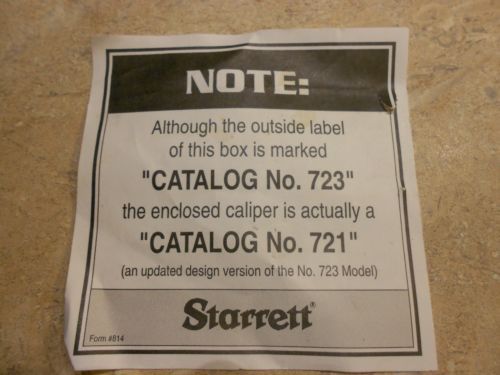 NOTE:
Although the outside label
of this box is marked
"CATALOG No. 723"
the enclosed caliper is actually a
"CATALOG No. 721"
(an updated design version of the No. 723 Model)
Starrett®
Form #814